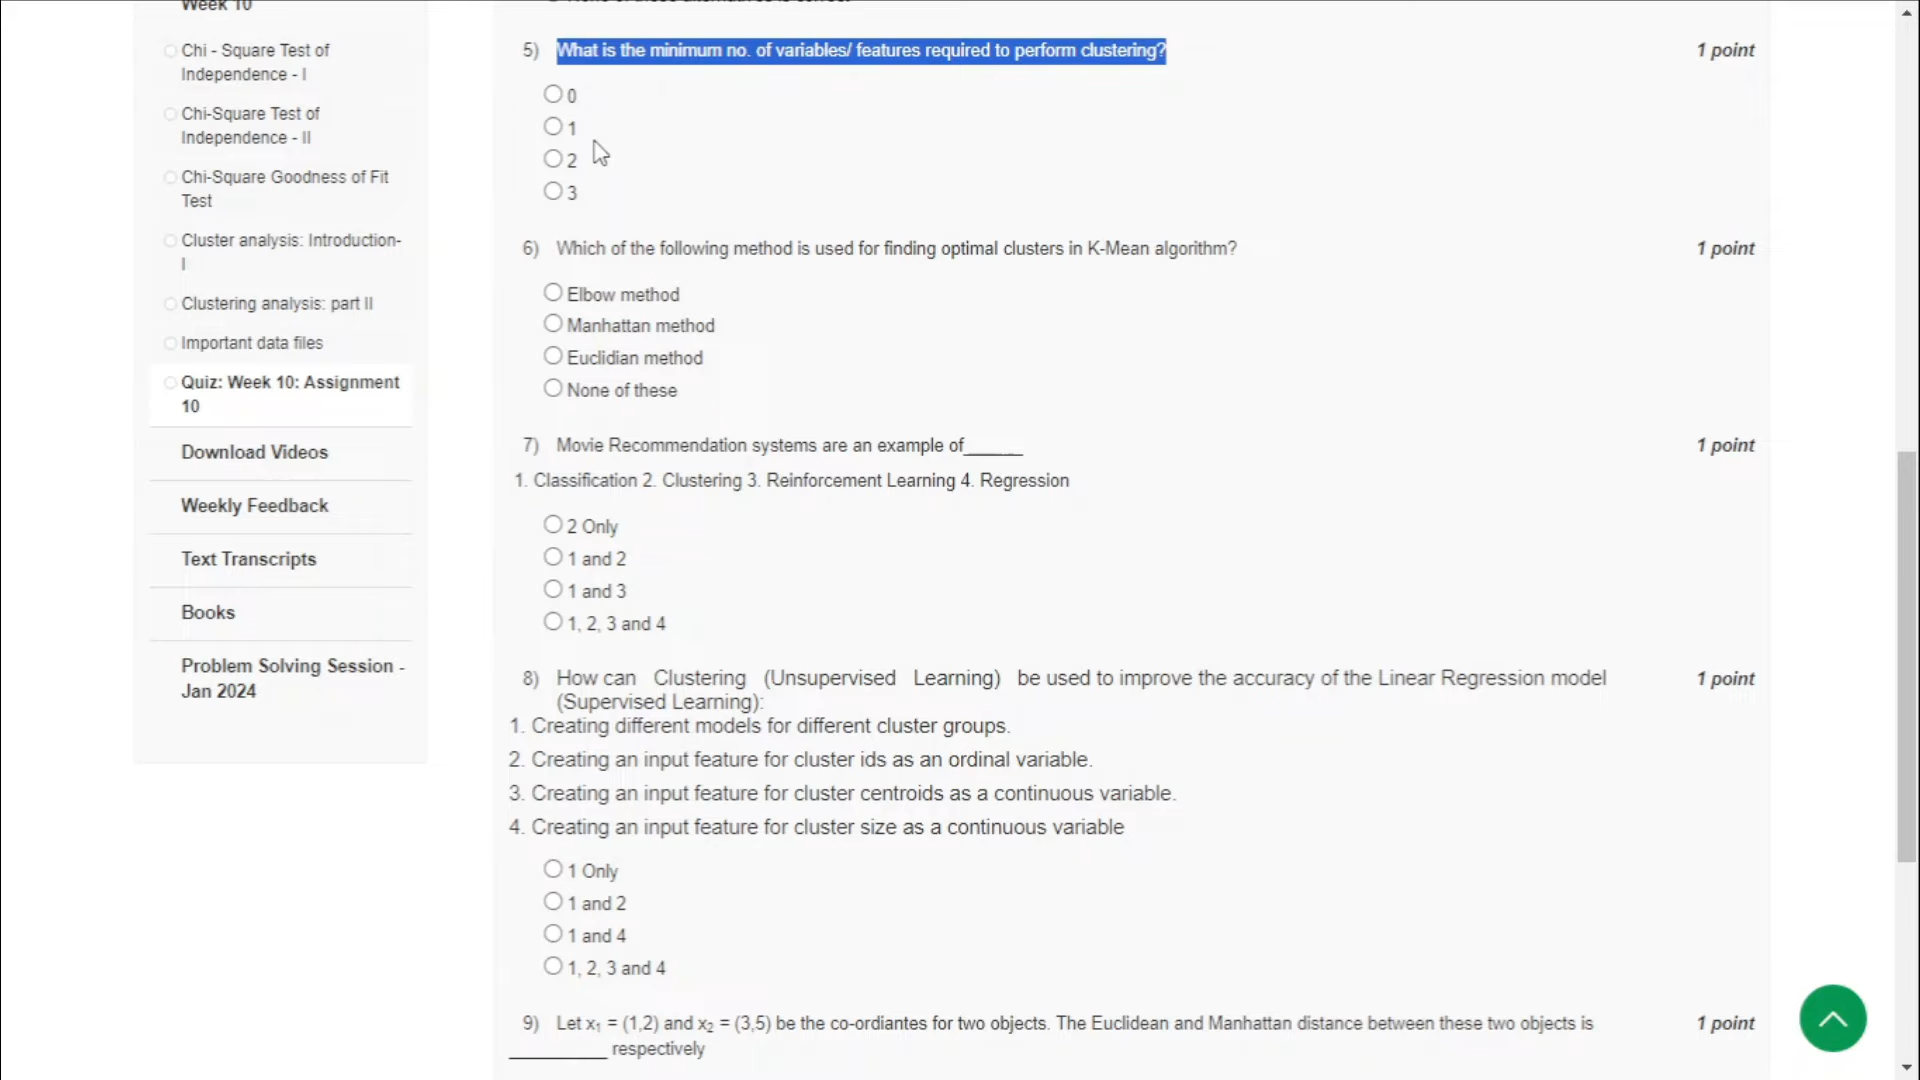 Week 10
Chi - Square Test of
Independence - I
Chi-Square Test of
Independence - II
Chi-Square Goodness of Fit
Test
Cluster analysis: Introduction-
I
Clustering analysis: part II
Important data files
Quiz: Week 10: Assignment
10
Download Videos
Weekly Feedback
Text Transcripts
Books
Problem Solving Session -
Jan 2024
5) What is the minimum no. of variables/ features required to perform clustering? 1 point
0
1
2
3
6) Which of the following method is used for finding optimal clusters in K-Mean algorithm? 1 point
Elbow method
Manhattan method
Euclidian method
None of these
7) Movie Recommendation systems are an example of______ 1 point
1. Classification 2. Clustering 3. Reinforcement Learning 4. Regression
2 Only
1 and 2
1 and 3
1, 2, 3 and 4
8) How can Clustering (Unsupervised Learning) be used to improve the accuracy of the Linear Regression model 1 point
(Supervised Learning):
1. Creating different models for different cluster groups.
2. Creating an input feature for cluster ids as an ordinal variable.
3. Creating an input feature for cluster centroids as a continuous variable.
4. Creating an input feature for cluster size as a continuous variable
1 Only
1 and 2
1 and 4
1, 2, 3 and 4
9) Let x₁ = (1,2) and x₂ = (3,5) be the co-ordiantes for two objects. The Euclidean and Manhattan distance between these two objects is 1 point
__________ respectively